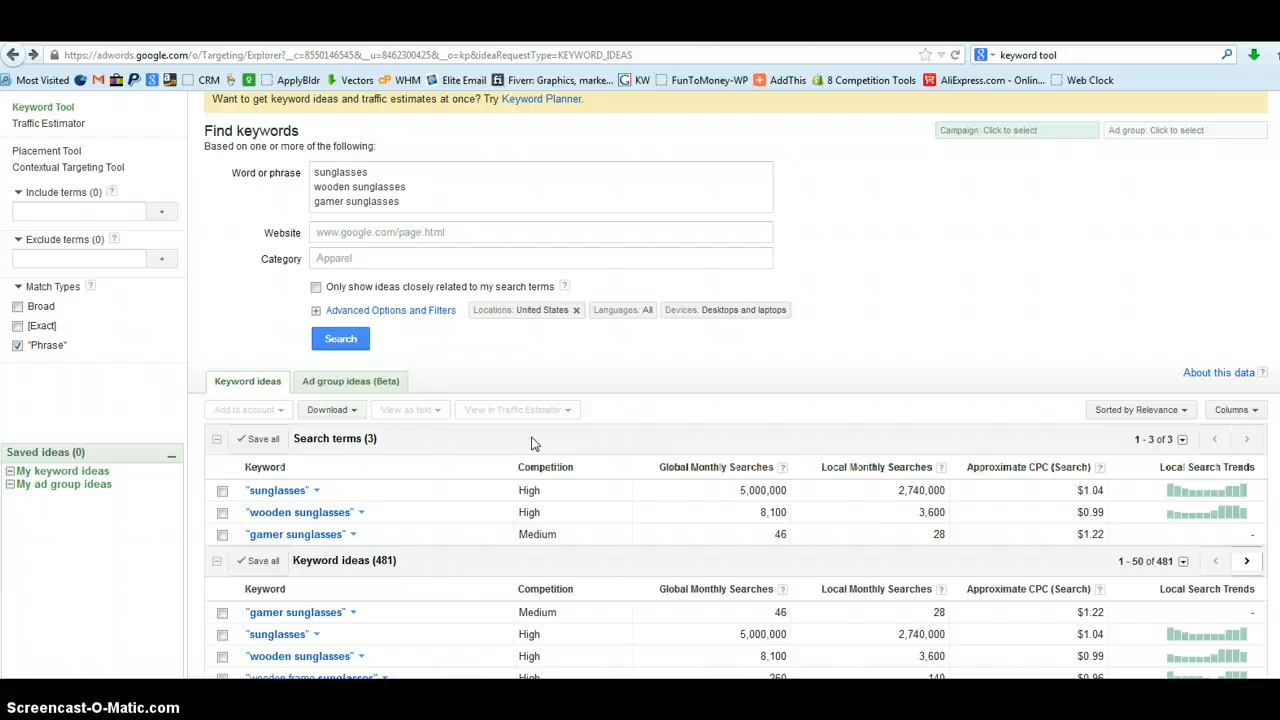 https://adwords.google.com/o/Targeting/Explorer?__c=8550146545&__u=8462300425&__o=kp&ideaRequestType=KEYWORD_IDEAS
keyword tool
Most Visited CRM ApplyBldr Vectors WHM Elite Email Fiverr: Graphics, marke... KW FunToMoney-WP AddThis 8 Competition Tools AliExpress.com - Onlin... Web Clock
Want to get keyword ideas and traffic estimates at once? Try Keyword Planner.
Keyword Tool
Traffic Estimator
Placement Tool
Contextual Targeting Tool
Include terms (0) ?
+
Exclude terms (0) ?
+
Match Types ?
Broad
[Exact]
"Phrase"
Saved ideas (0)
My keyword ideas
My ad group ideas
Find keywords
Campaign: Click to select Ad group: Click to select
Based on one or more of the following:
Word or phrase
sunglasses
wooden sunglasses
gamer sunglasses
Website www.google.com/page.html
Category Apparel
Only show ideas closely related to my search terms ?
Advanced Options and Filters Locations: United States × Languages: All Devices: Desktops and laptops
Search
About this data ?
Keyword ideas Ad group ideas (Beta)
Add to account Download View as text View in Traffic Estimator Sorted by Relevance Columns
Save all Search terms (3) 1 - 3 of 3
Keyword Competition Global Monthly Searches ? Local Monthly Searches ? Approximate CPC (Search) ? Local Search Trends
"sunglasses" High 5,000,000 2,740,000 $1.04
"wooden sunglasses" High 8,100 3,600 $0.99
"gamer sunglasses" Medium 46 28 $1.22 -
Save all Keyword ideas (481) 1 - 50 of 481
Keyword Competition Global Monthly Searches ? Local Monthly Searches ? Approximate CPC (Search) ? Local Search Trends
"gamer sunglasses" Medium 46 28 $1.22 -
"sunglasses" High 5,000,000 2,740,000 $1.04
"wooden sunglasses" High 8,100 3,600 $0.99
"wooden frame sunglasses" High 260 140 $0.96
Screencast-O-Matic.com